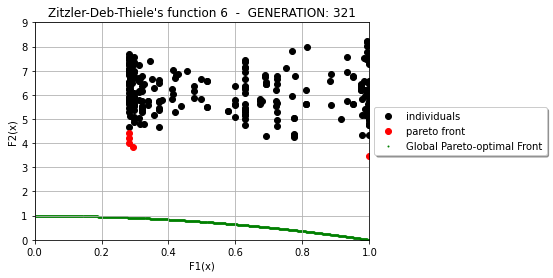 Zitzler-Deb-Thiele's function 6 - GENERATION: 321
9
8
7
6
5
4
3
2
1
0
F2(x)
0.0 0.2 0.4 0.6 0.8 1.0
F1(x)
individuals
pareto front
Global Pareto-optimal Front